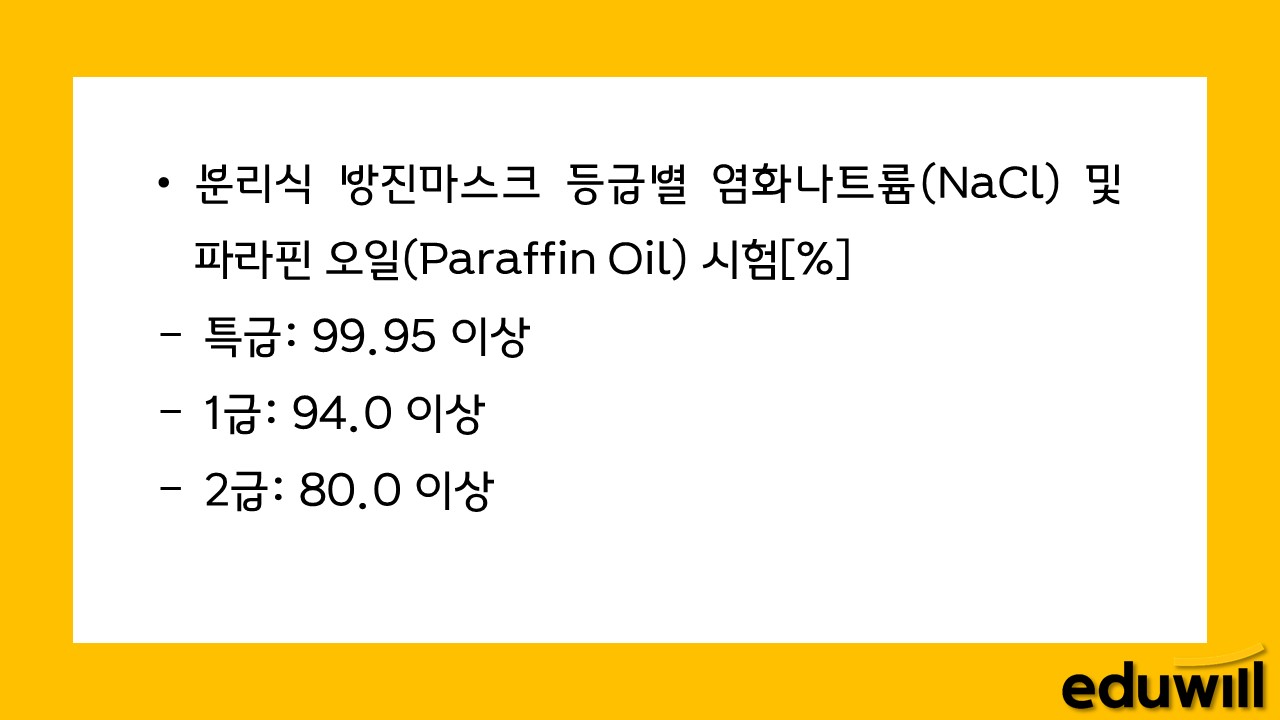 • 분리식 방진마스크 등급별 염화나트륨(NaCl) 및
파라핀 오일(Paraffin Oil) 시험[%]
- 특급: 99.95 이상
- 1급: 94.0 이상
- 2급: 80.0 이상
eduwill